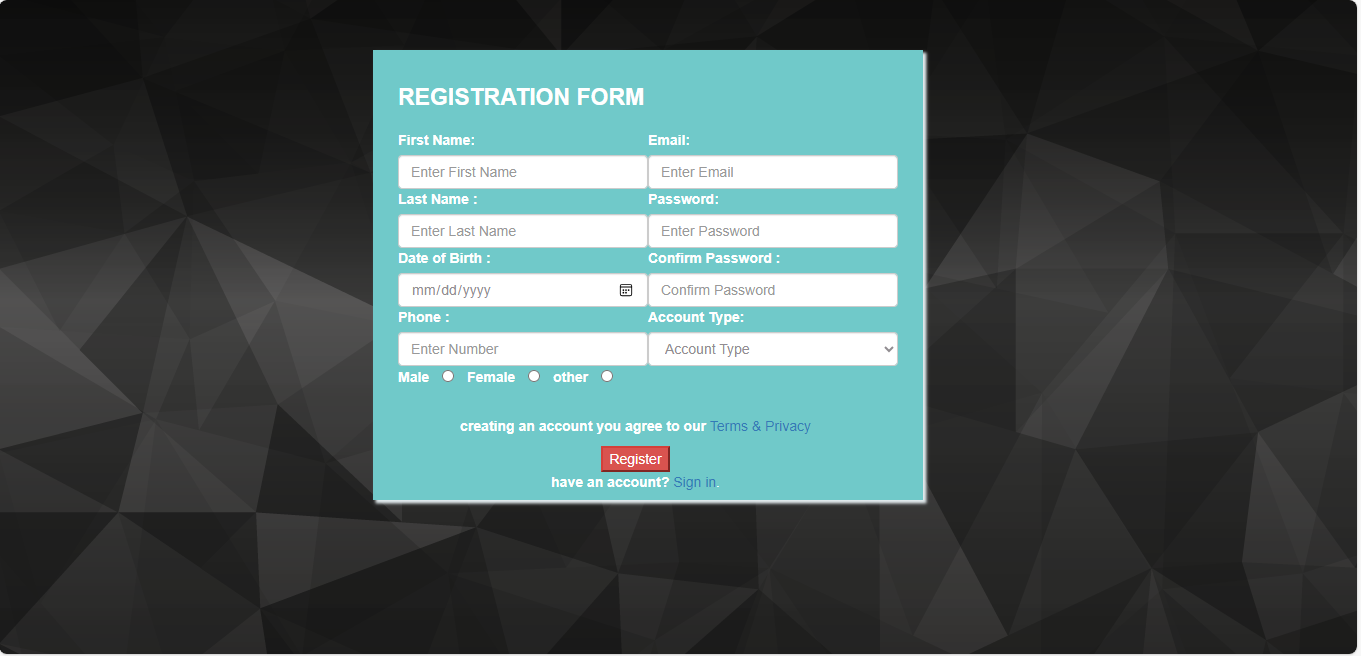 REGISTRATION FORM
First Name: Email:
Enter First Name Enter Email
Last Name : Password:
Enter Last Name Enter Password
Date of Birth : Confirm Password :
mm/dd/yyyy Confirm Password
Phone : Account Type:
Enter Number Account Type
Male Female other
creating an account you agree to our Terms & Privacy
Register
have an account? Sign in.